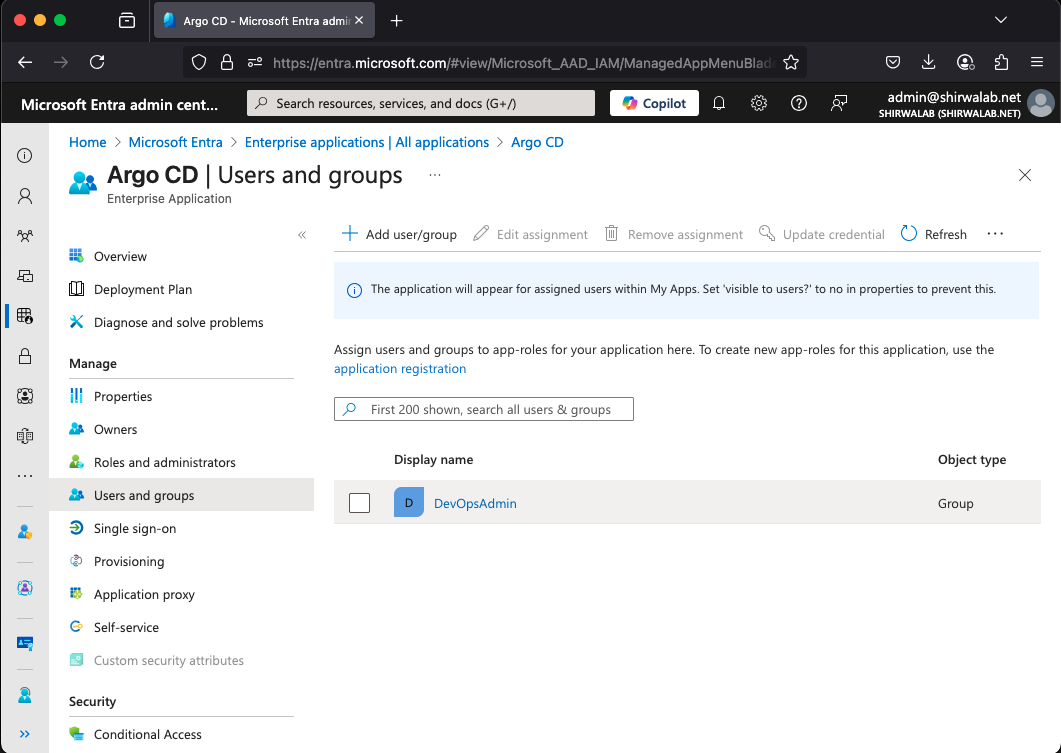 Argo CD - Microsoft Entra admin
https://entra.microsoft.com/#view/Microsoft_AAD_IAM/ManagedAppMenuBlad
Microsoft Entra admin cent...
Search resources, services, and docs (G+/)
Copilot
admin@shirwalab.net
SHIRWALAB (SHIRWALAB.NET)
Home > Microsoft Entra > Enterprise applications | All applications > Argo CD
Argo CD | Users and groups ...
Enterprise Application
Add user/group
Edit assignment
Remove assignment
Update credential
Refresh
Overview
Deployment Plan
Diagnose and solve problems
Manage
Properties
Owners
Roles and administrators
Users and groups
Single sign-on
Provisioning
Application proxy
Self-service
Custom security attributes
Security
Conditional Access
The application will appear for assigned users within My Apps. Set 'visible to users?' to no in properties to prevent this.
Assign users and groups to app-roles for your application here. To create new app-roles for this application, use the
application registration
First 200 shown, search all users & groups
Display name
Object type
D
DevOpsAdmin
Group